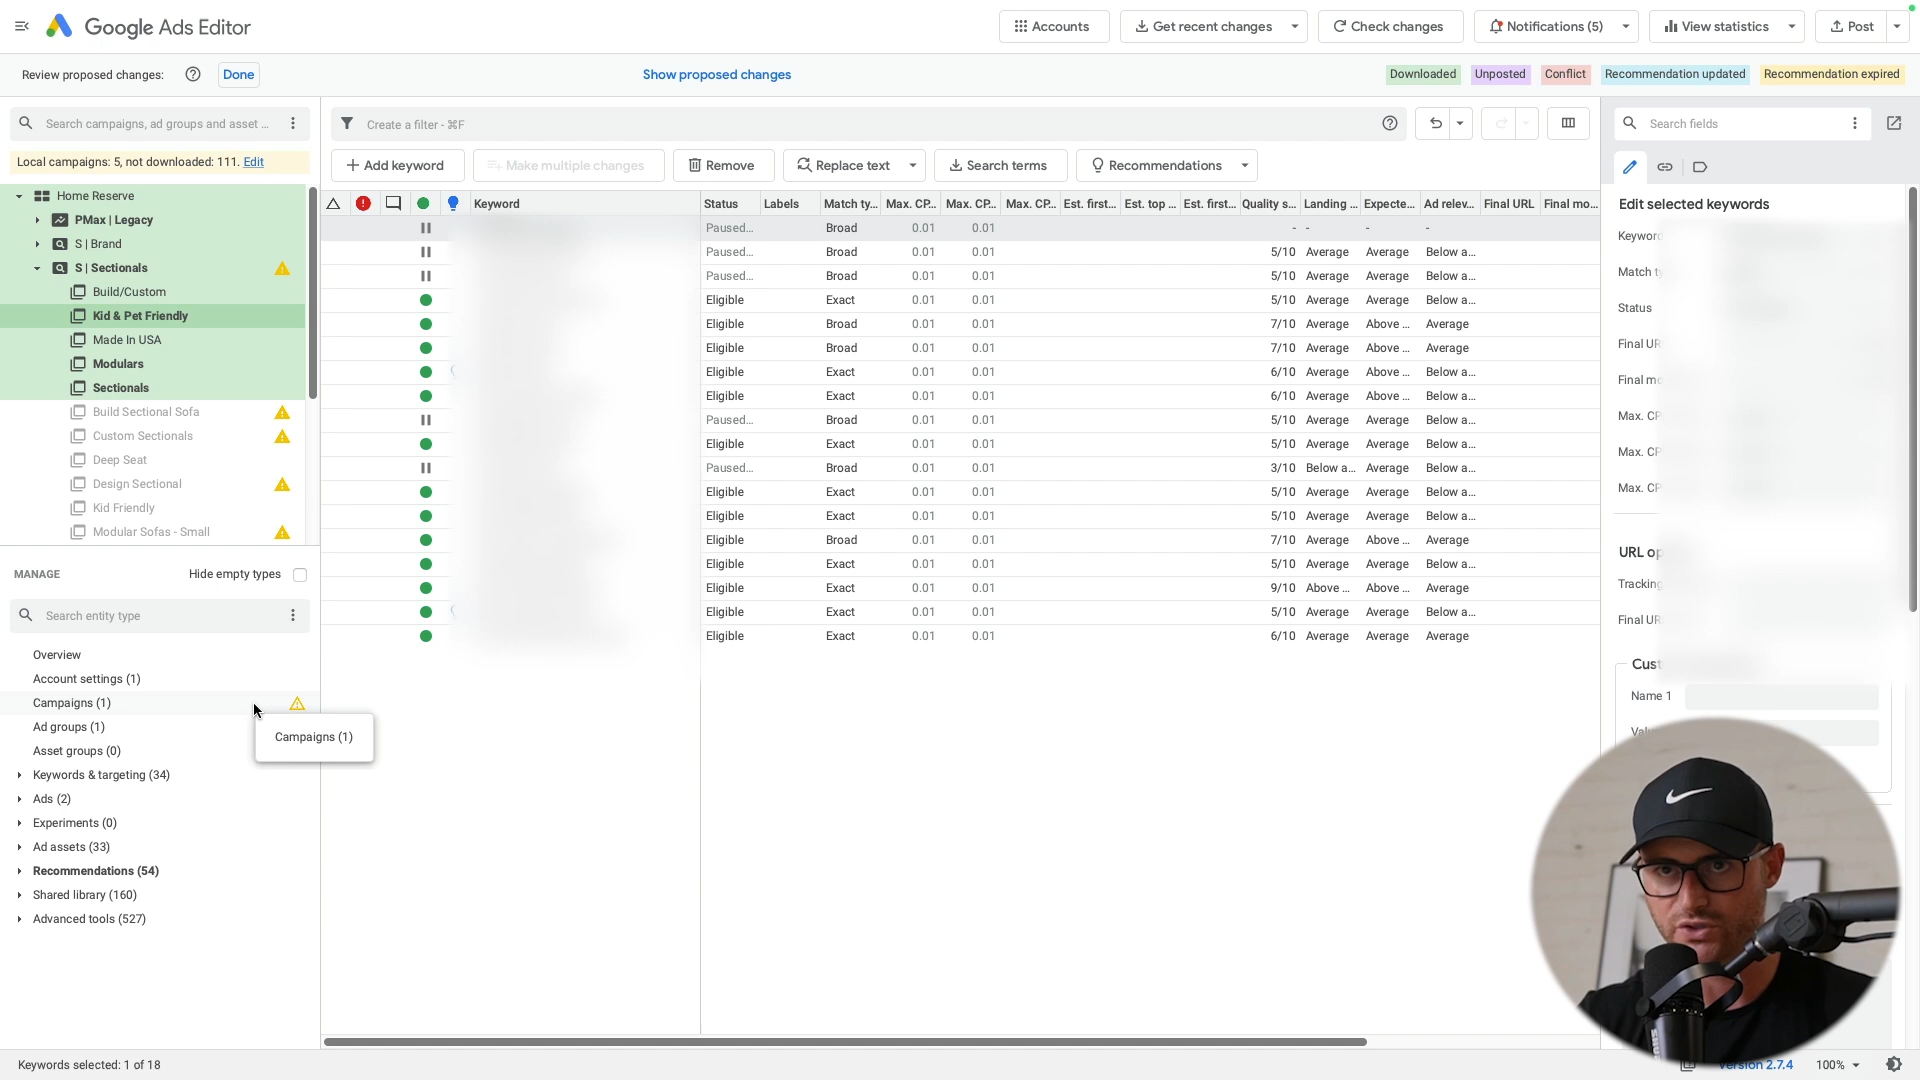 Google Ads Editor
Accounts
Get recent changes
Check changes
Notifications (5)
View statistics
Post
Review proposed changes:
Done
Show proposed changes
Downloaded
Unposted
Conflict
Recommendation updated
Recommendation expired
Search campaigns, ad groups and asset ...
Local campaigns: 5, not downloaded: 111. Edit
Home Reserve
PMax | Legacy
S | Brand
S | Sectionals
Build/Custom
Kid & Pet Friendly
Made In USA
Modulars
Sectionals
Build Sectional Sofa
Custom Sectionals
Deep Seat
Design Sectional
Kid Friendly
Modular Sofas - Small
MANAGE
Hide empty types
Search entity type
Overview
Account settings (1)
Campaigns (1)
Ad groups (1)
Asset groups (0)
Keywords & targeting (34)
Ads (2)
Experiments (0)
Ad assets (33)
Recommendations (54)
Shared library (160)
Advanced tools (527)
Campaigns (1)
Create a filter - ⌘F
Add keyword
Make multiple changes
Remove
Replace text
Search terms
Recommendations
Keyword Status Labels Match ty... Max. CP... Max. CP... Max. CP... Est. first... Est. top ... Est. first... Quality s... Landing ... Expecte... Ad relev... Final URL Final mo...
Paused... Broad 0.01 0.01 - - - -
Paused... Broad 0.01 0.01 5/10 Average Average Below a...
Paused... Broad 0.01 0.01 5/10 Average Average Below a...
Eligible Exact 0.01 0.01 5/10 Average Average Below a...
Eligible Broad 0.01 0.01 7/10 Average Above ... Average
Eligible Broad 0.01 0.01 7/10 Average Above ... Average
Eligible Exact 0.01 0.01 6/10 Average Above ... Below a...
Eligible Exact 0.01 0.01 6/10 Average Above ... Below a...
Paused... Broad 0.01 0.01 5/10 Average Average Below a...
Eligible Exact 0.01 0.01 5/10 Average Average Below a...
Paused... Broad 0.01 0.01 3/10 Below a... Average Below a...
Eligible Exact 0.01 0.01 5/10 Average Average Below a...
Eligible Exact 0.01 0.01 5/10 Average Average Below a...
Eligible Broad 0.01 0.01 7/10 Average Above ... Average
Eligible Exact 0.01 0.01 5/10 Average Average Below a...
Eligible Exact 0.01 0.01 9/10 Above ... Above ... Average
Eligible Exact 0.01 0.01 5/10 Average Average Below a...
Eligible Exact 0.01 0.01 6/10 Average Average Average
Search fields
Edit selected keywords
Keyword
Match t
Status
Final UR
Final mo
Max. CP
Max. CP
Max. CP
URL op
Tracking
Final UR
Cust
Name 1
Keywords selected: 1 of 18
Version 2.7.4
100%